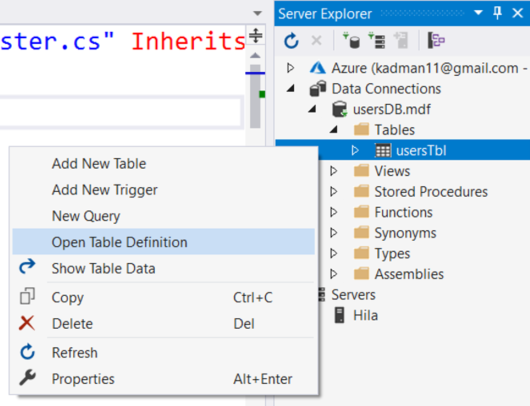 ster.cs" Inherits
Server Explorer
Azure (kadman11@gmail.com -
Data Connections
usersDB.mdf
Tables
usersTbl
Views
Stored Procedures
Functions
Synonyms
Types
Assemblies
Servers
Hila
Add New Table
Add New Trigger
New Query
Open Table Definition
Show Table Data
Copy Ctrl+C
Delete Del
Refresh
Properties Alt+Enter